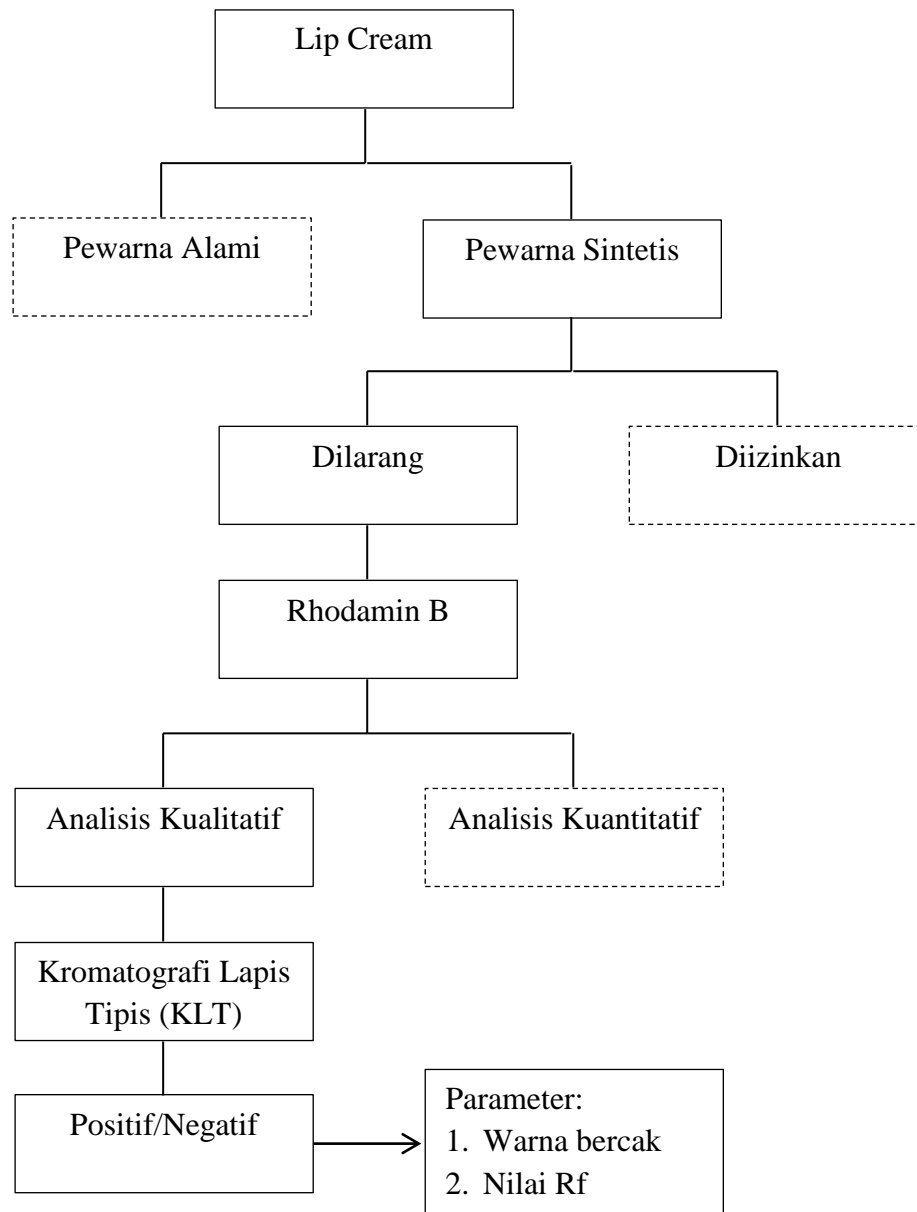 Lip Cream
Pewarna Alami
Pewarna Sintetis
Dilarang
Diizinkan
Rhodamin B
Analisis Kualitatif
Analisis Kuantitatif
Kromatografi Lapis
Tipis (KLT)
Positif/Negatif
Parameter:
1. Warna bercak
2. Nilai Rf